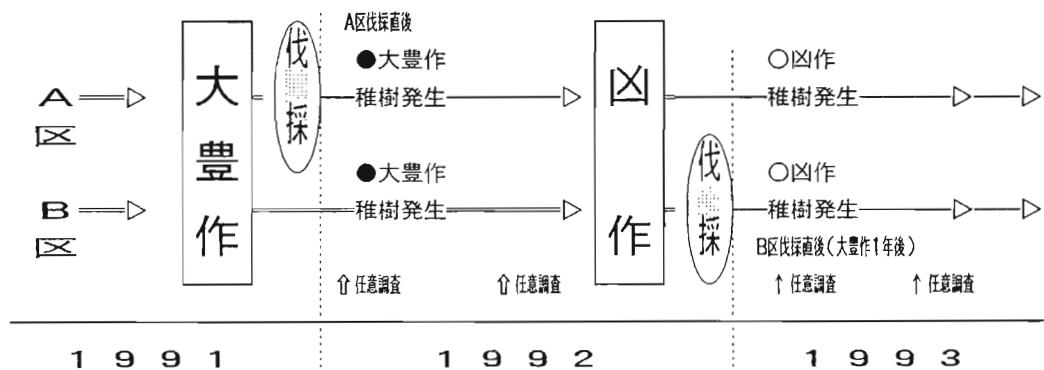 A区伐採直後
●大豊作
○凶作
A
区
稚樹発生
稚樹発生
大豊作
伐採
凶作
●大豊作
○凶作
B
区
稚樹発生
稚樹発生
伐採
B区伐採直後(大豊作1年後)
⇧任意調査
⇧任意調査
↑任意調査
↑任意調査
1991
1992
1993